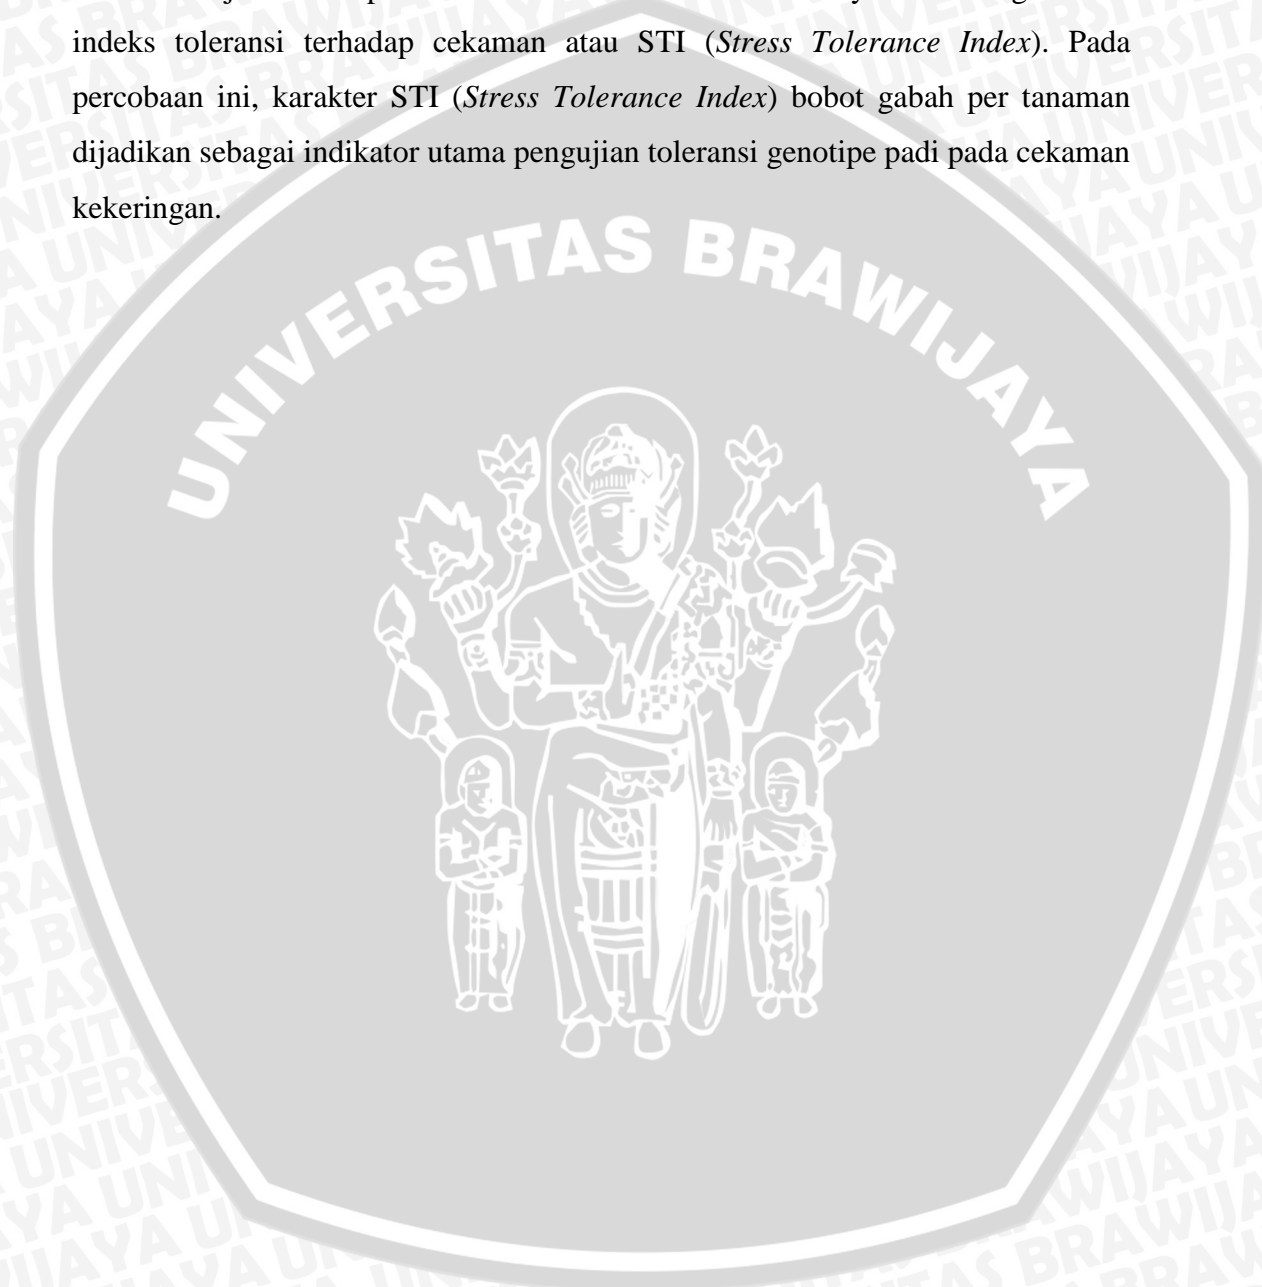 indeks toleransi terhadap cekaman atau STI (Stress Tolerance Index). Pada
percobaan ini, karakter STI (Stress Tolerance Index) bobot gabah per tanaman
dijadikan sebagai indikator utama pengujian toleransi genotipe padi pada cekaman
kekeringan.
UNIVERSITAS BRAWIJAYA